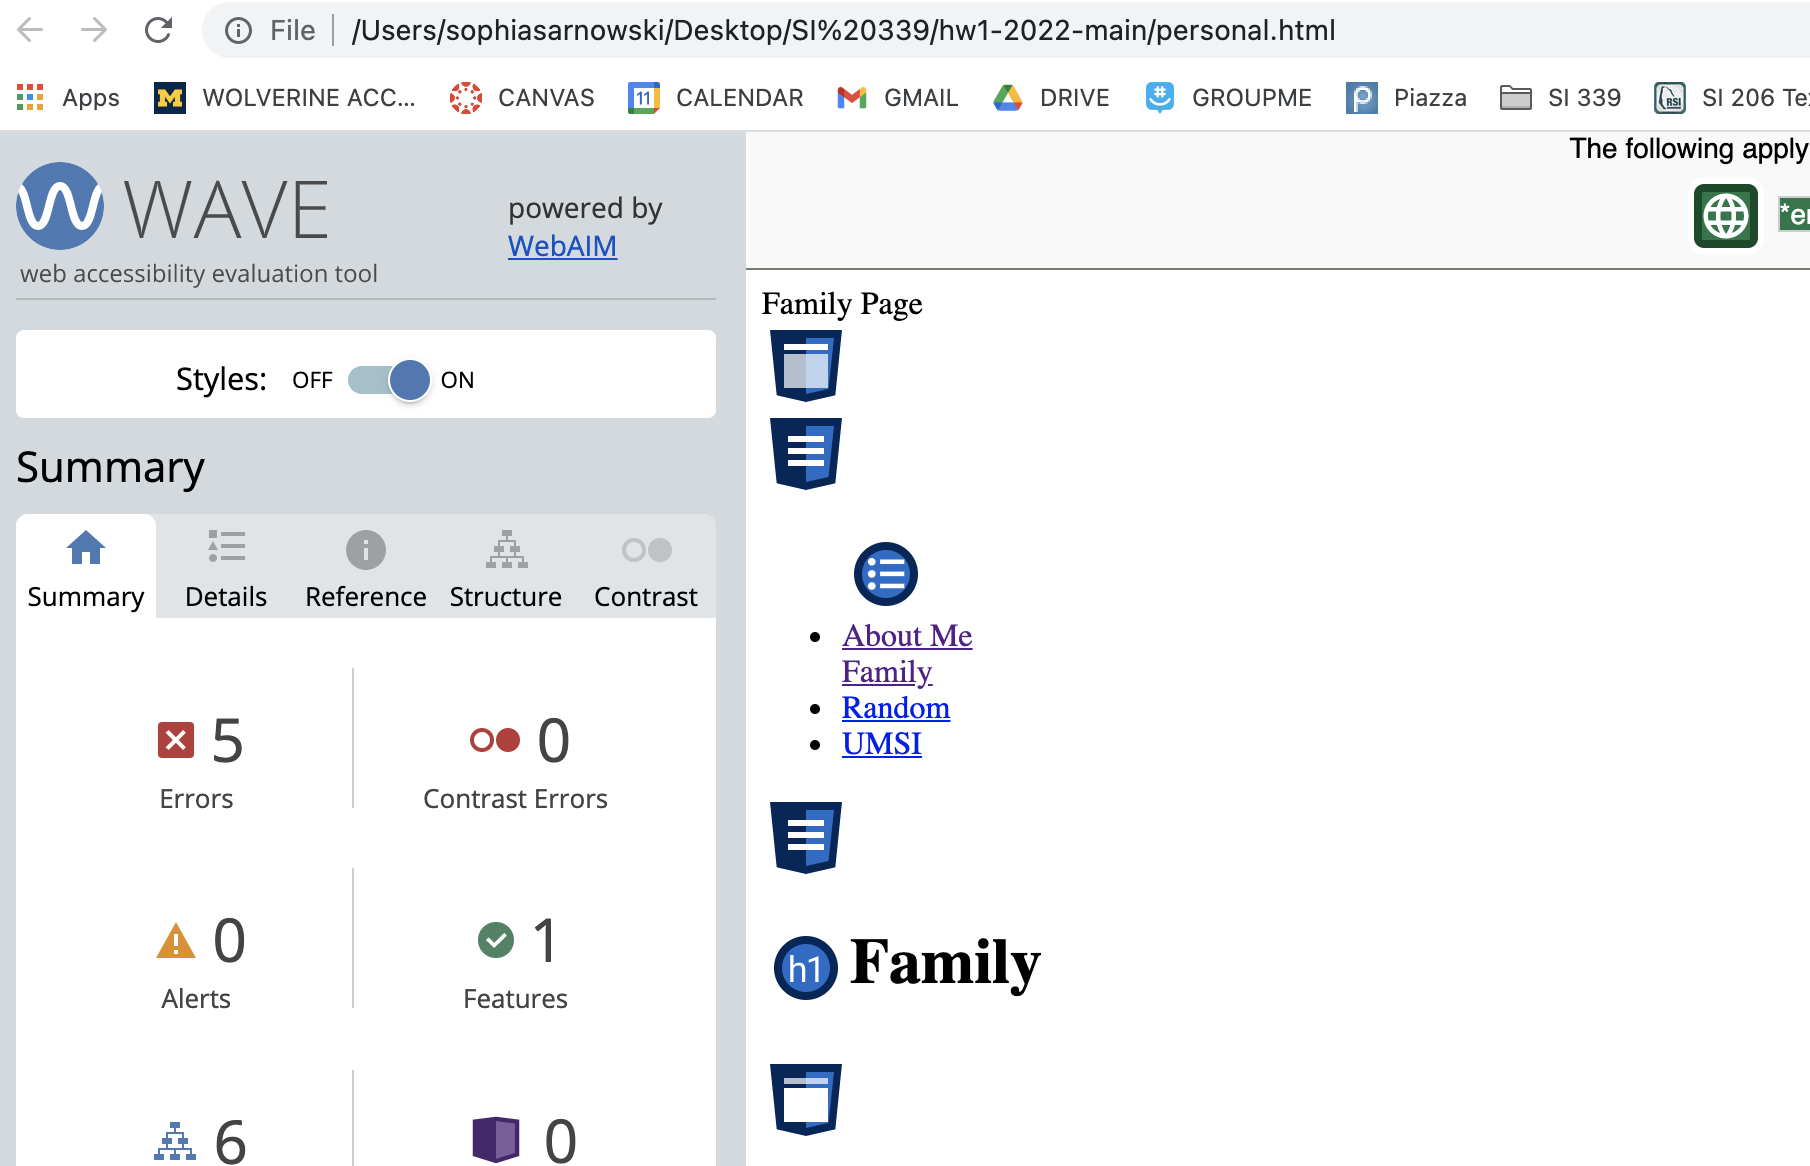 File | /Users/sophiasarnowski/Desktop/SI%20339/hw1-2022-main/personal.html
Apps M WOLVERINE ACC... CANVAS 11 CALENDAR GMAIL DRIVE # GROUPME P Piazza SI 339 RSI SI 206 Te
WAVE
powered by
WebAIM
web accessibility evaluation tool
Styles: OFF ON
Summary
Summary Details Reference Structure Contrast
5 Errors
0 Contrast Errors
0 Alerts
1 Features
6
0
The following apply
*e
Family Page
About Me
Family
Random
UMSI
h1 Family